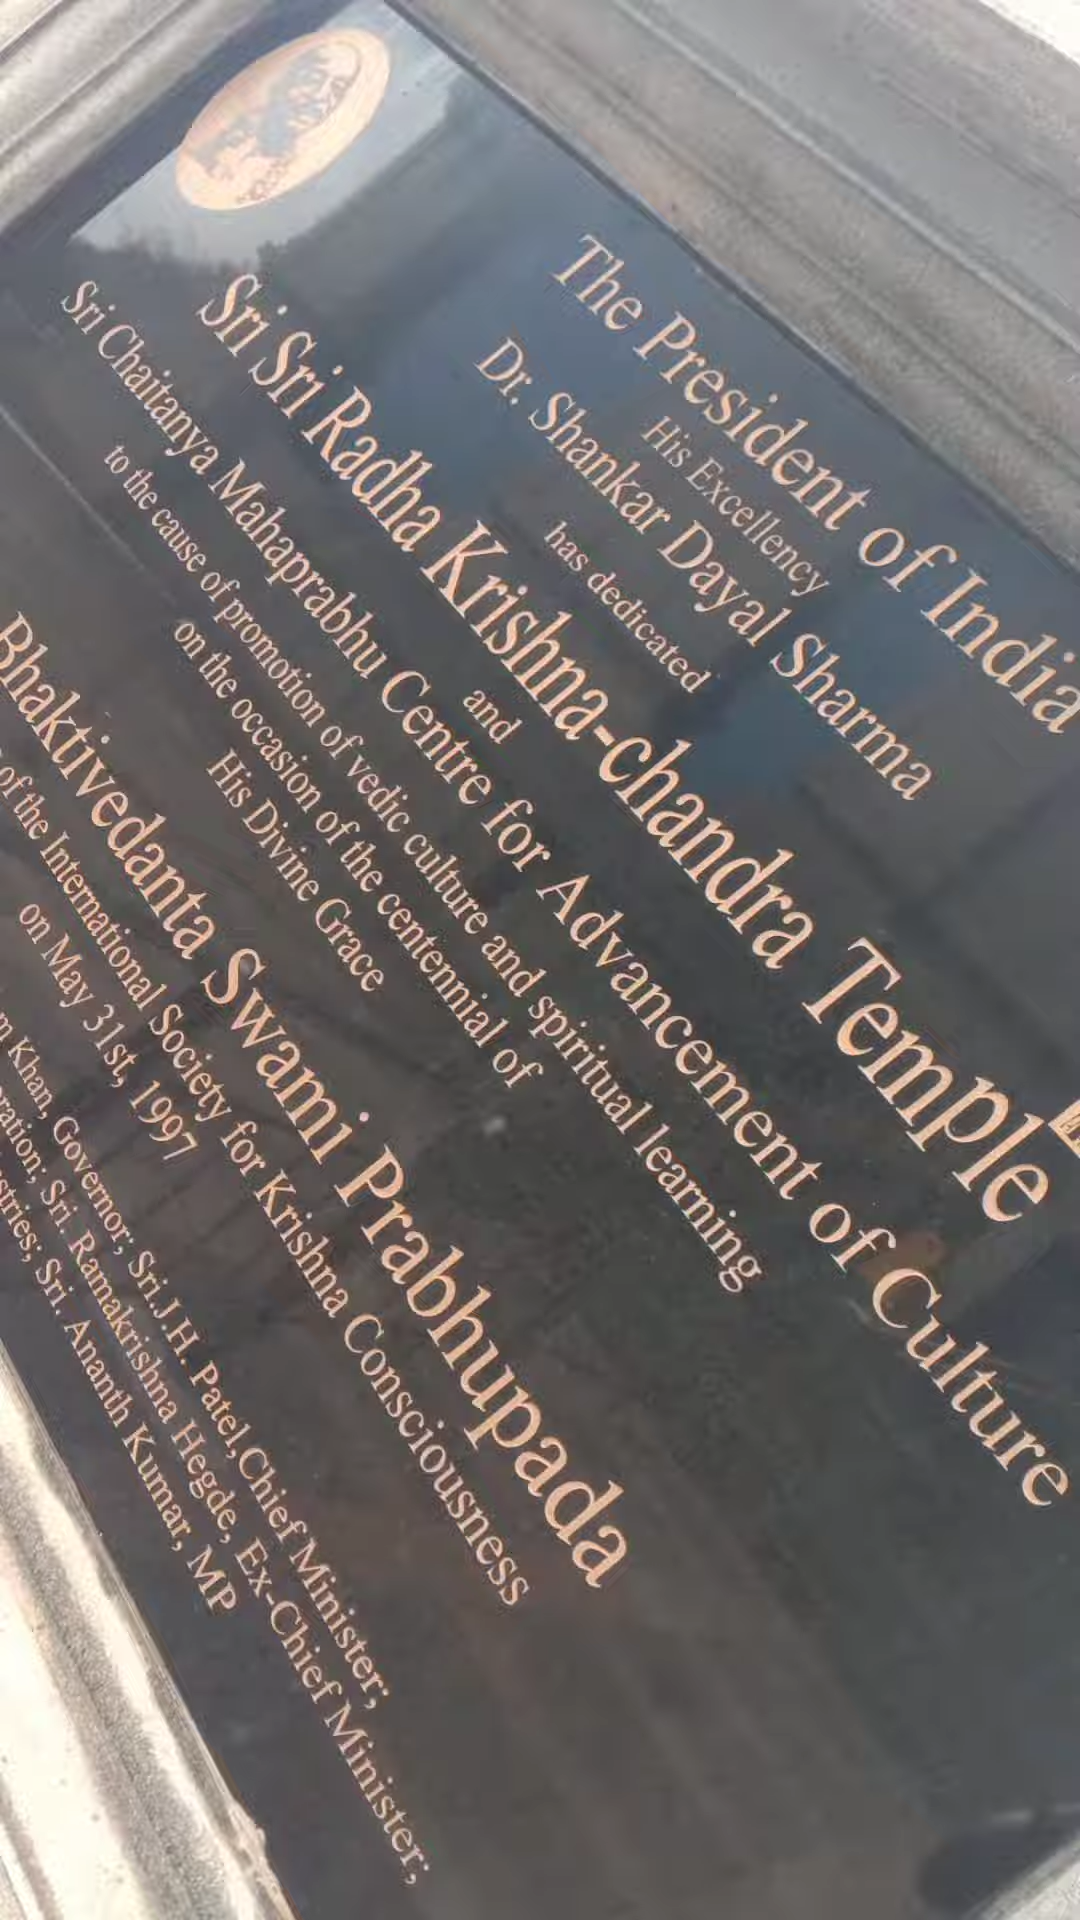 The President of India
His Excellency
Dr. Shankar Dayal Sharma
has dedicated
Sri Sri Radha Krishna-chandra Temple
and
Sri Chaitanya Mahaprabhu Centre for Advancement of Culture
to the cause of promotion of vedic culture and spiritual learning
on the occasion of the centennial of
His Divine Grace
Bhaktivedanta Swami Prabhupada
of the International Society for Krishna Consciousness
on May 31st, 1997
Khan, Governor; Sri.J.H. Patel, Chief Minister;
Sri. Ramakrishna Hegde, Ex-Chief Minister;
Sri. Ananth Kumar, MP